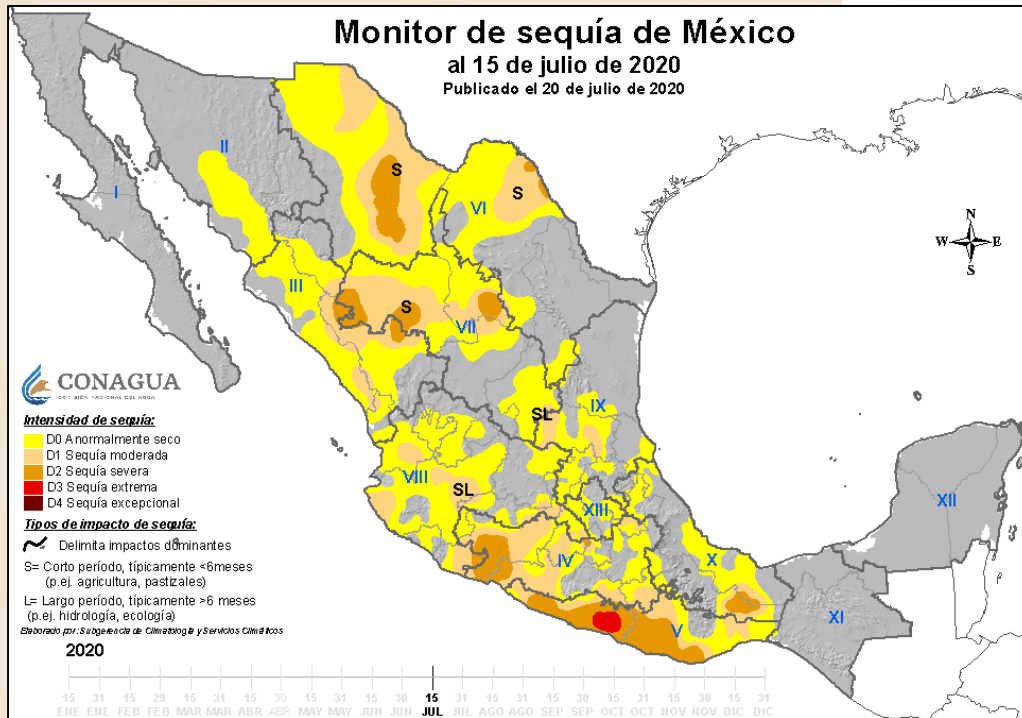 Monitor de sequía de México
al 15 de julio de 2020
Publicado el 20 de julio de 2020
I
II
III
IV
V
VI
VII
VIII
IX
X
XI
XII
XIII
S
S
S
SL
SL
N
W E
S
CONAGUA
COMISIÓN NACIONAL DEL AGUA
Intensidad de sequía:
D0 Anormalmente seco
D1 Sequía moderada
D2 Sequía severa
D3 Sequía extrema
D4 Sequía excepcional
Tipos de impacto de sequía:
Delimita impactos dominantes
S= Corto período, típicamente <6meses
(p.ej. agricultura, pastizales)
L= Largo período, típicamente >6 meses
(p.ej. hidrología, ecología)
Elaborado por: Subgerencia de Climatología y Servicios Climáticos
2020
15 31 15 29 15 31 15 30 15 31 15 30 15 31 15 31 15 30 15 31 15 30 15 31
ENE ENE FEB FEB MAR MAR ABR ABR MAY MAY JUN JUN JUL JUL AGO AGO SEP SEP OCT OCT NOV NOV DIC DIC